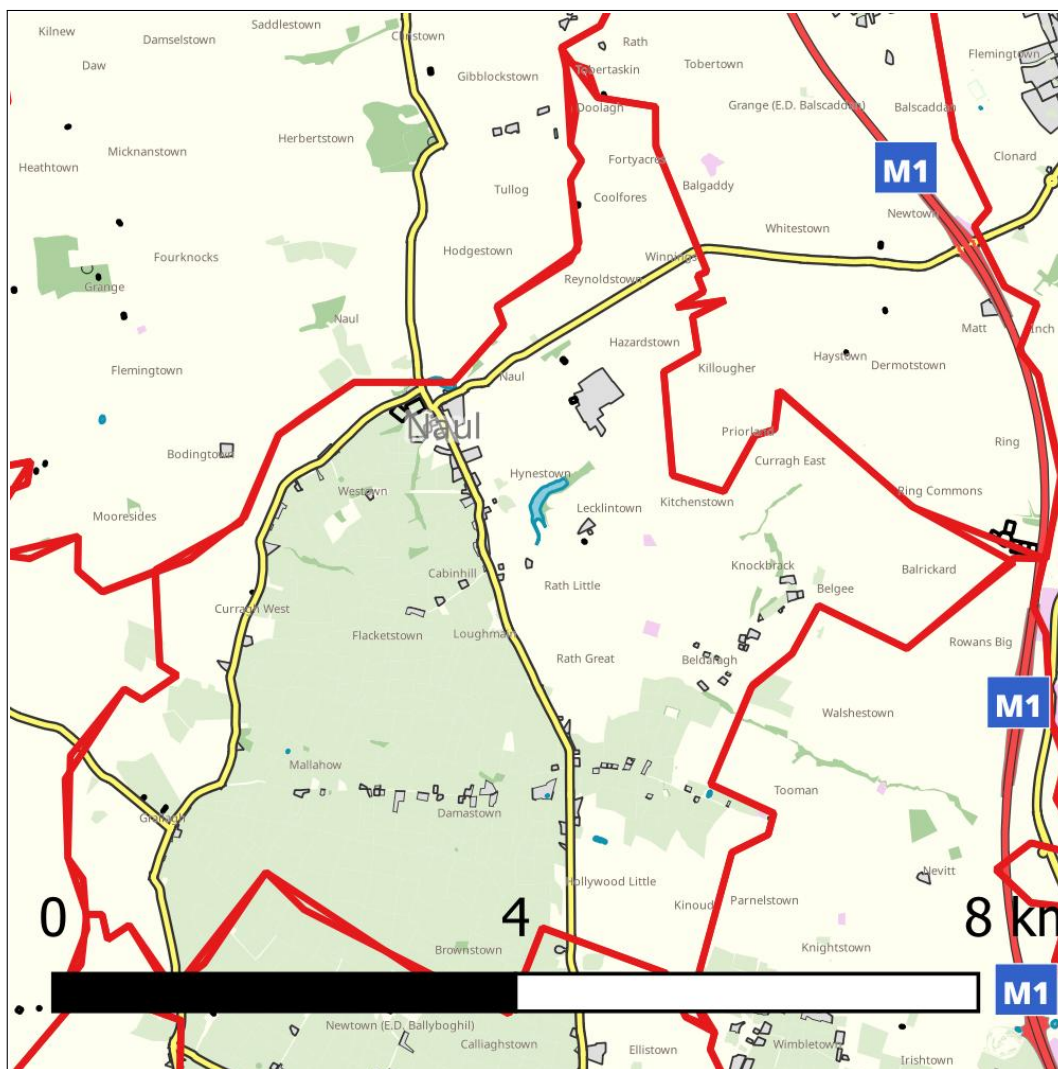 Kilnew
Saddlestown
Damselstown
Clinstown
Rath
Flemingtown
Daw
Gibblockstown
Tobertaskin
Tobertown
Doolagh
Grange (E.D. Balscaddan)
Balscaddan
Herbertstown
Micknanstown
Heathtown
Fortyacres
Clonard
M1
Tullog
Coolfores
Balgaddy
Newtown
Whitestown
Hodgestown
Fourknocks
Winnings
Reynoldstown
Grange
Naul
Matt
Inch
Hazardstown
Haystown
Dermotstown
Flemingtown
Naul
Killougher
Naul
Priorland
Ring
Bodingtown
Curragh East
Hynestown
Westown
Ring Commons
Lecklintown
Kitchenstown
Mooresides
Cabinhill
Rath Little
Knockbrack
Balrickard
Belgee
Curragh West
Flacketstown
Loughmain
Rowans Big
Rath Great
Beldaragh
M1
Walshestown
Mallahow
Tooman
Damastown
Nevitt
Hollywood Little
Kinoud
Parnelstown
0
4
8 km
Brownstown
Knightstown
M1
Newtown (E.D. Ballyboghil)
Calliaghstown
Ellistown
Wimbletown
Irishtown